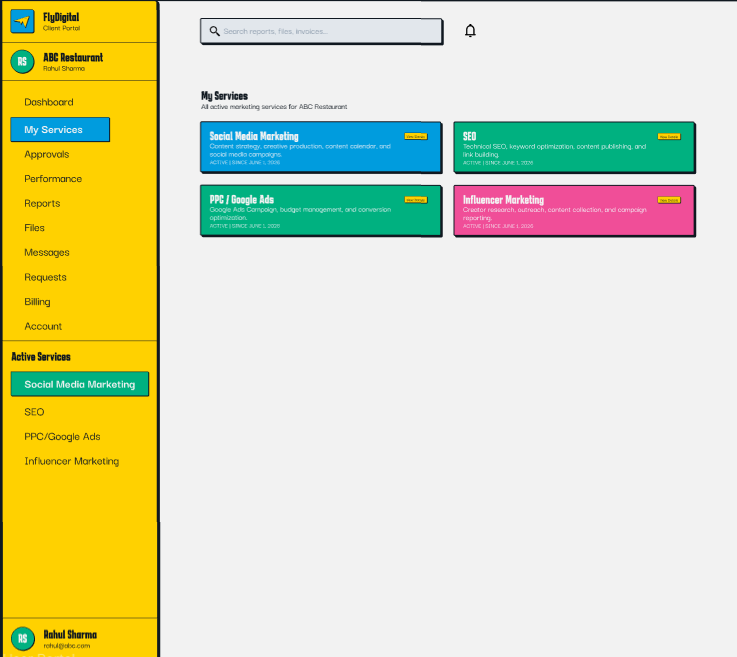 FlyDigital
Client Portal
RS
ABC Restaurant
Rahul Sharma
Dashboard
My Services
Approvals
Performance
Reports
Files
Messages
Requests
Billing
Account
Active Services
Social Media Marketing
SEO
PPC/Google Ads
Influencer Marketing
RS
Rahul Sharma
rahul@abc.com
Search reports, files, invoices...
My Services
All active marketing services for ABC Restaurant
Social Media Marketing
View Details
Content strategy, creative production, content calendar, and
social media campaigns.
ACTIVE | SINCE JUNE 1,
SEO
View Details
Technical SEO, keyword optimization, content publishing, and
link building.
ACTIVE | SINCE JUNE 1, 2026
PPC / Google Ads
View Details
Google Ads Campaign, budget management, and conversion
optimization.
ACTIVE | SINCE JUNE 1,
Influencer Marketing
View Details
Creator research, outreach, content collection, and campaign
reporting.
ACTIVE | SINCE JUNE 1, 2026